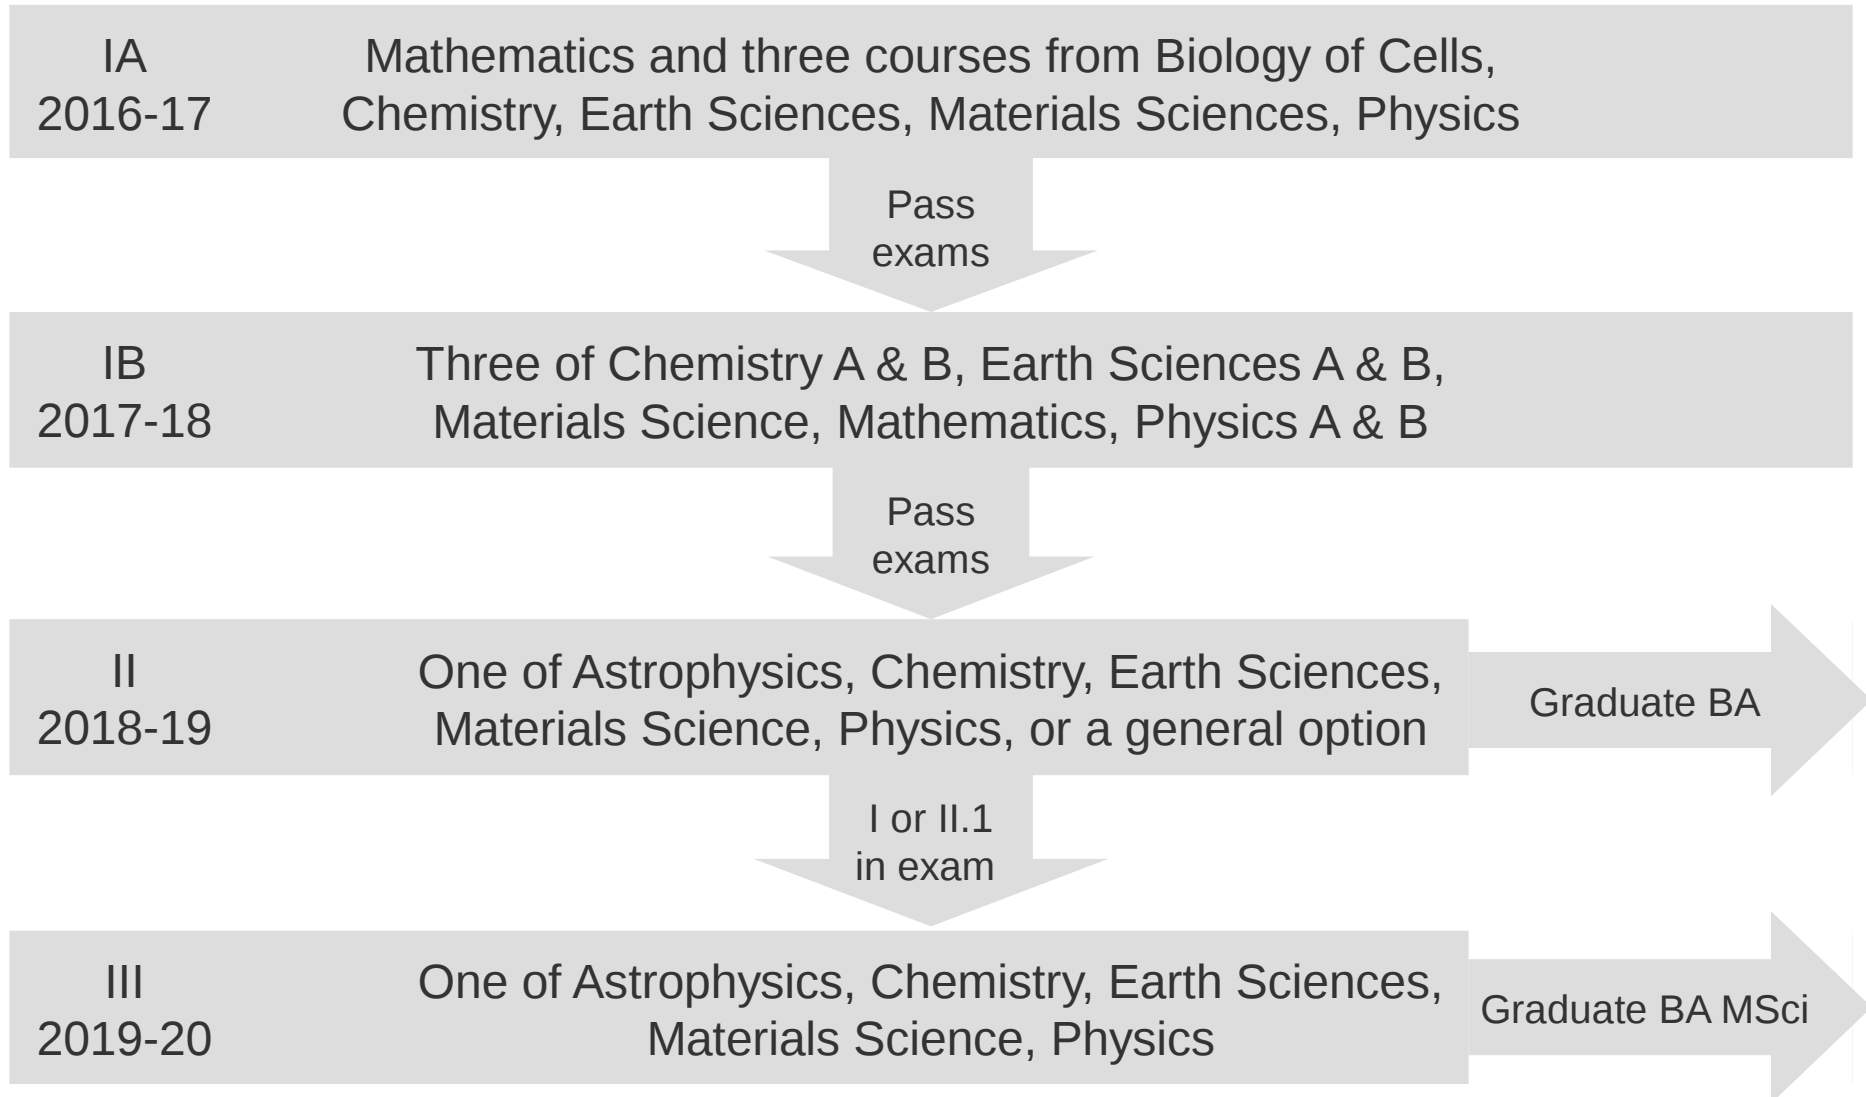 IA
2016-17
Mathematics and three courses from Biology of Cells,
Chemistry, Earth Sciences, Materials Sciences, Physics
Pass
exams
IB
2017-18
Three of Chemistry A & B, Earth Sciences A & B,
Materials Science, Mathematics, Physics A & B
Pass
exams
II
2018-19
One of Astrophysics, Chemistry, Earth Sciences,
Materials Science, Physics, or a general option
Graduate BA
I or II.1
in exam
III
2019-20
One of Astrophysics, Chemistry, Earth Sciences,
Materials Science, Physics
Graduate BA MSci